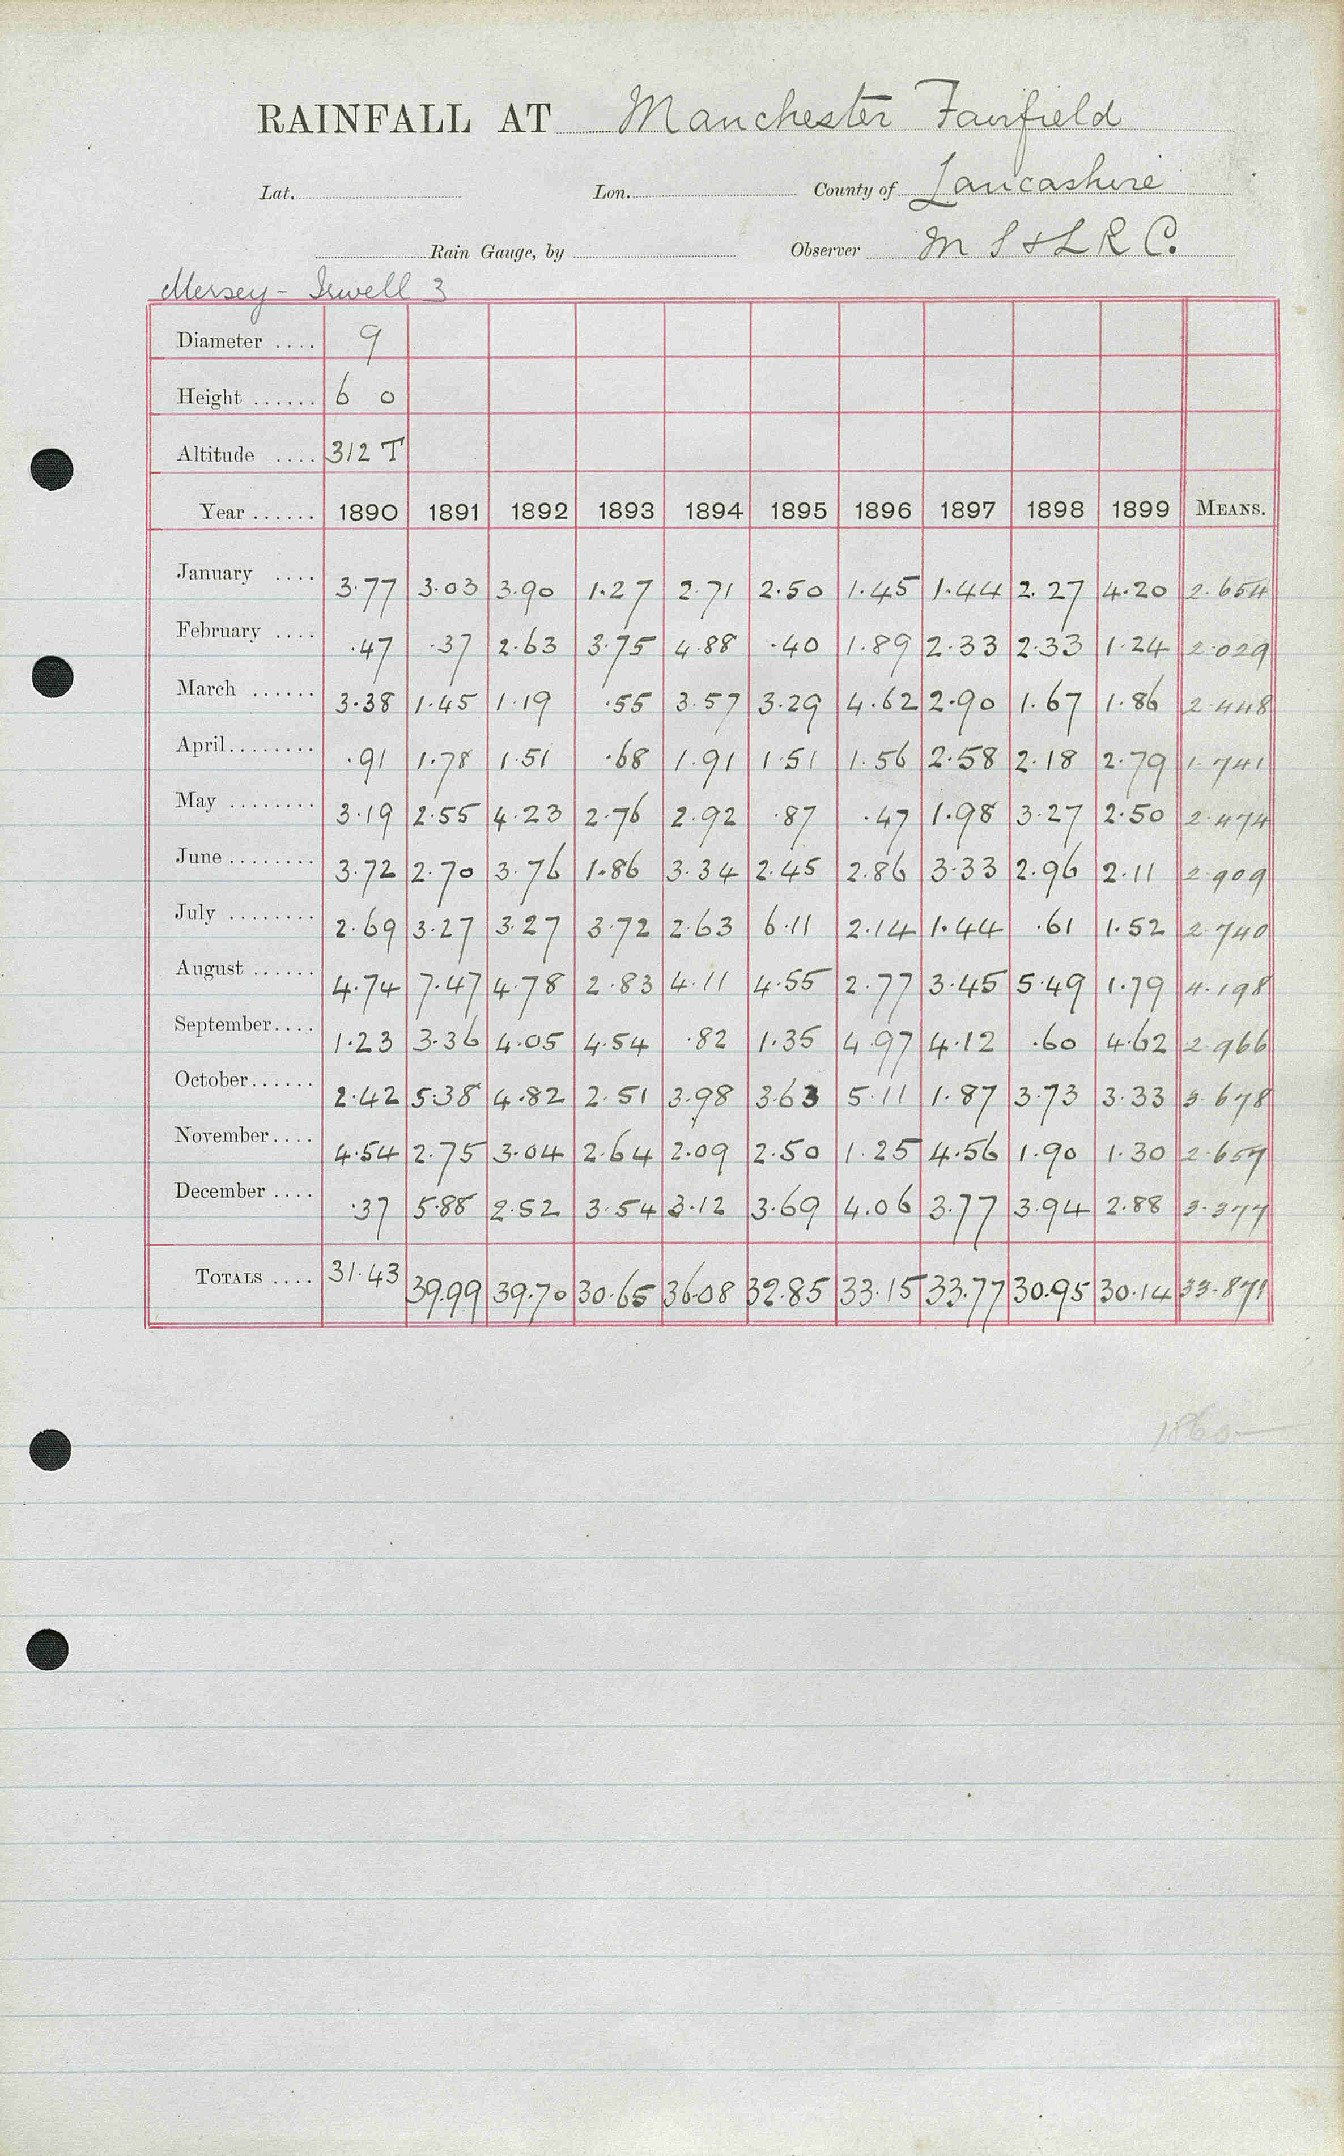 RAINFALL AT Manchester Fairfield
Lat. Lon. County of Lancashire
Rain Gauge, by Observer M S & L R C.
Mersey - Irwell 3
Diameter .... 9
Height ...... 6 0
Altitude .... 312 T
Year ...... 1890 1891 1892 1893 1894 1895 1896 1897 1898 1899 MEANS.
January .... 3.77 3.03 3.90 1.27 2.71 2.50 1.45 1.44 2.27 4.20 2.654
February .... .47 .37 2.63 3.75 4.88 .40 1.89 2.33 2.33 1.24 2.029
March ...... 3.38 1.45 1.19 .55 3.57 3.29 4.62 2.90 1.67 1.86 2.448
April........ .91 1.78 1.51 .68 1.91 1.51 1.56 2.58 2.18 2.79 1.741
May ........ 3.19 2.55 4.23 2.76 2.92 .87 .47 1.98 3.27 2.50 2.474
June ........ 3.72 2.70 3.76 1.86 3.34 2.45 2.86 3.33 2.96 2.11 2.909
July ........ 2.69 3.27 3.27 3.72 2.63 6.11 2.14 1.44 .61 1.52 2.740
August ...... 4.74 7.47 4.78 2.83 4.11 4.55 2.77 3.45 5.49 1.79 4.198
September.... 1.23 3.36 4.05 4.54 .82 1.35 4.97 4.12 .60 4.62 2.966
October...... 2.42 5.38 4.82 2.51 3.98 3.63 5.11 1.87 3.73 3.33 3.678
November.... 4.54 2.75 3.04 2.64 2.09 2.50 1.25 4.56 1.90 1.30 2.657
December .... .37 5.88 2.52 3.54 3.12 3.69 4.06 3.77 3.94 2.88 3.377
TOTALS .... 31.43 39.99 39.70 30.65 36.08 32.85 33.15 33.77 30.95 30.14 33.871
1860-